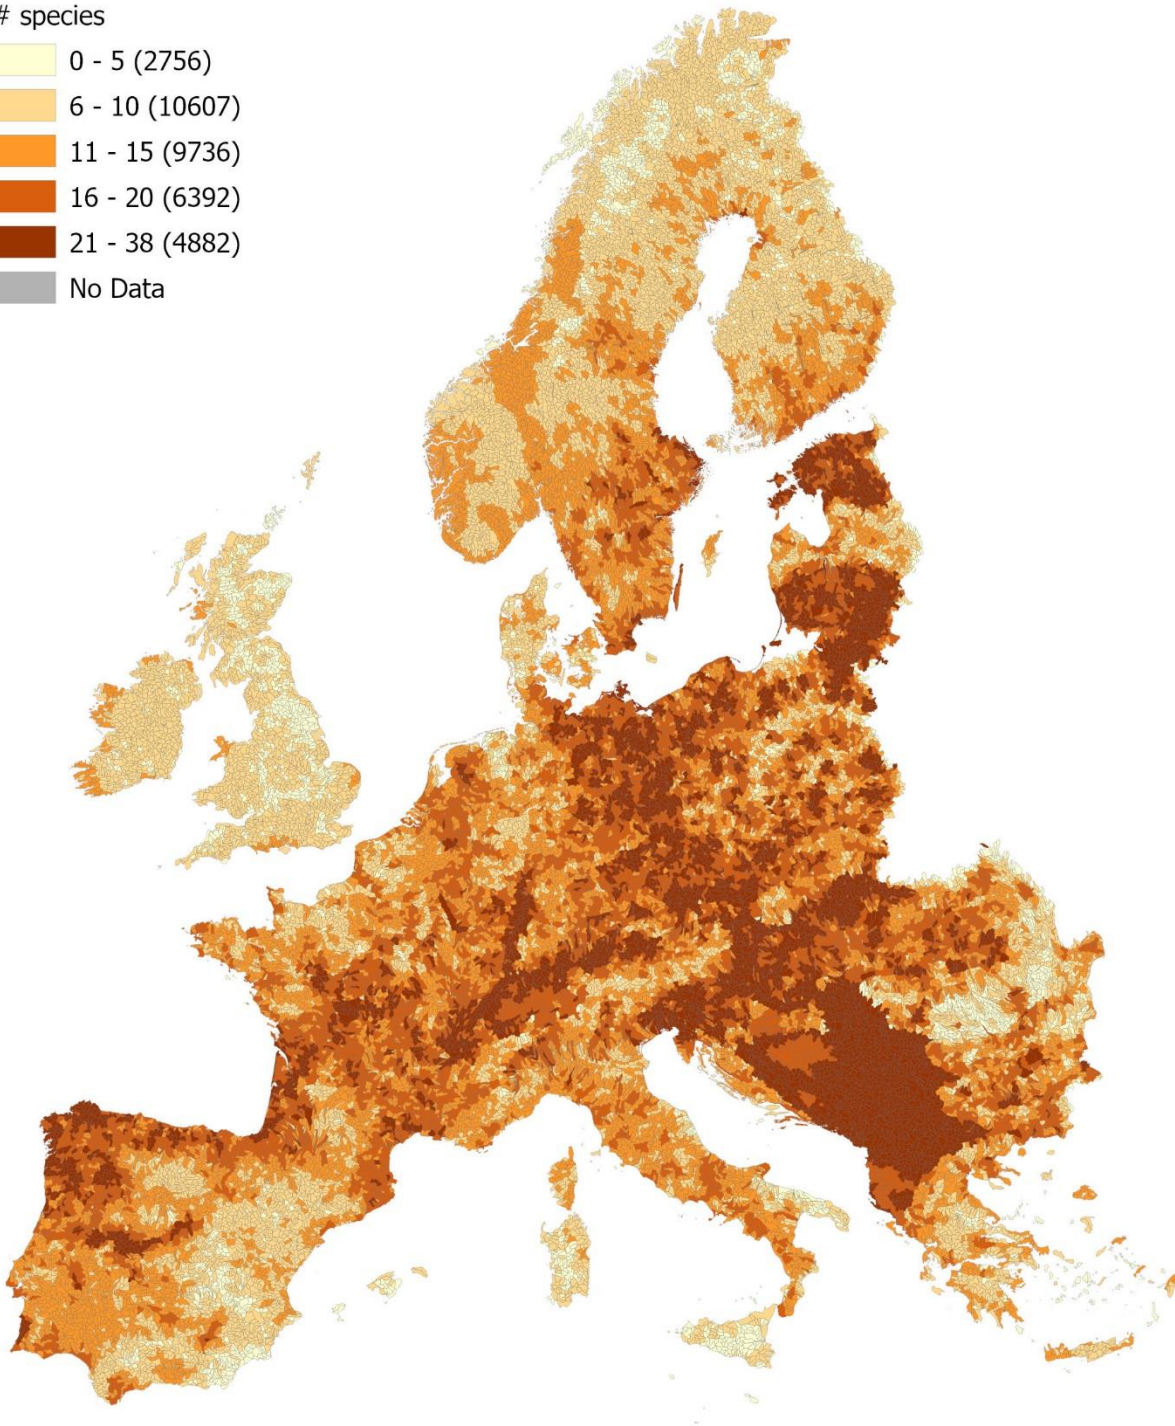 # species
0 - 5 (2756)
6 - 10 (10607)
11 - 15 (9736)
16 - 20 (6392)
21 - 38 (4882)
No Data